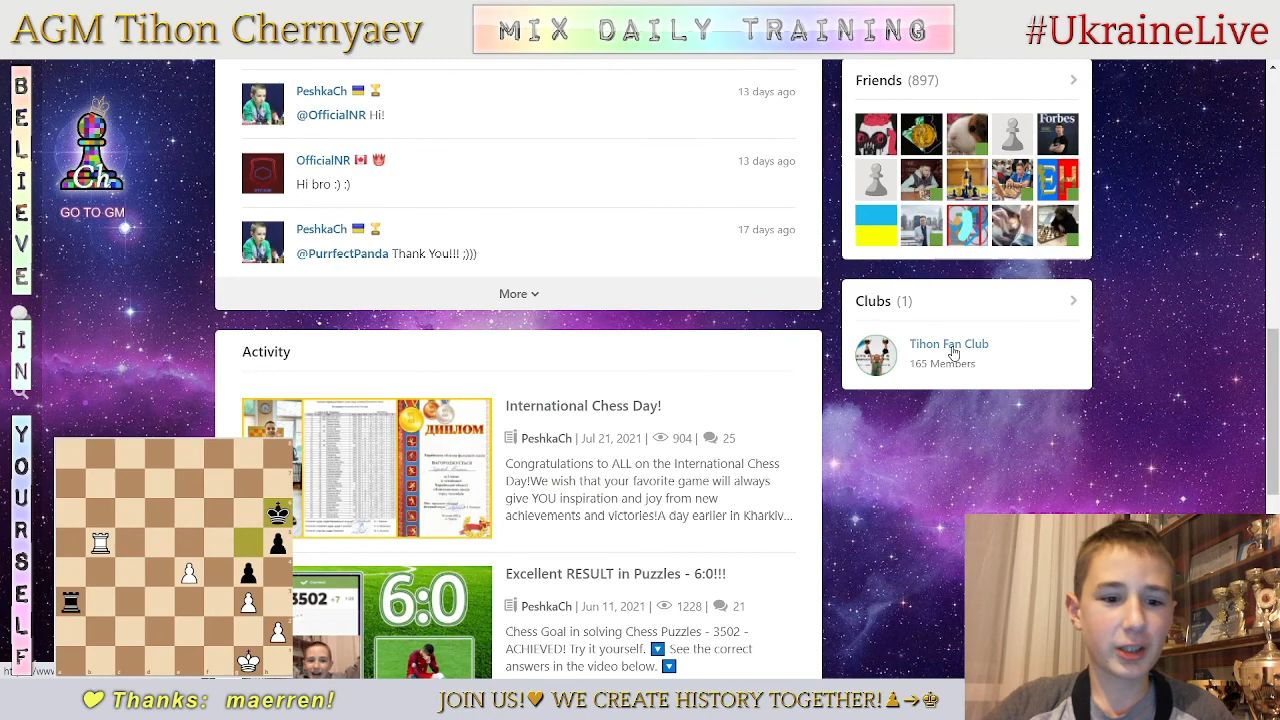 AGM Tihon Chernyaev
MIX DAILY TRAINING
#UkraineLive
BELIVE
IN
YOURSELF
Ch
GO TO GM
PeshkaCh
13 days ago
@OfficialNR Hi!
OfficialNR
13 days ago
Hi bro :) :)
PeshkaCh
17 days ago
@PurrfectPanda Thank You!!! ;)))
More
Friends (897)
Forbes
Clubs (1)
Tihon Fan Club
165 Members
Activity
ДИПЛОМ
International Chess Day!
PeshkaCh | Jul 21, 2021 | 904 | 25
Congratulations to ALL on the International Chess
Day!We wish that your favorite game will always
give YOU inspiration and joy from new
achievements and victories!A day earlier in Kharkiv
3502 +7
6:0
Excellent RESULT in Puzzles - 6:0!!!
PeshkaCh | Jun 11, 2021 | 1228 | 21
Chess Goal in solving Chess Puzzles - 3502 -
ACHIEVED! Try it yourself. See the correct
answers in the video below.
Thanks: maerren!
JOIN US! WE CREATE HISTORY TOGETHER!